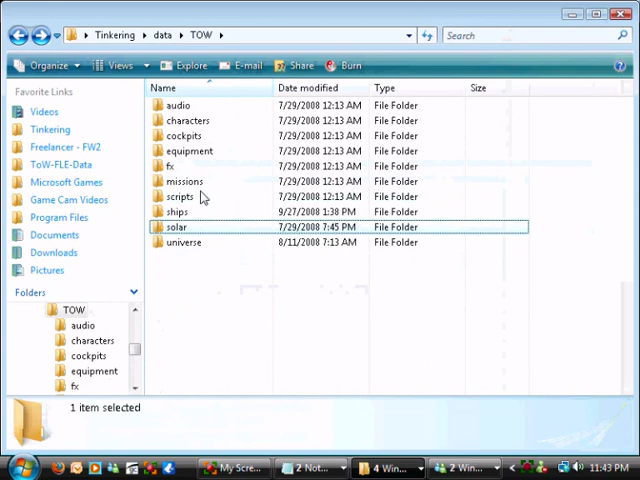 Tinkering ▸ data ▸ TOW ▸
Search
Organize Views Explore E-mail Share Burn
Favorite Links
Videos
Tinkering
Freelancer - FW2
ToW-FLE-Data
Microsoft Games
Game Cam Videos
Program Files
Documents
Downloads
Pictures
Folders
TOW
audio
characters
cockpits
equipment
fx
Name Date modified Type Size
audio 7/29/2008 12:13 AM File Folder
characters 7/29/2008 12:13 AM File Folder
cockpits 7/29/2008 12:13 AM File Folder
equipment 7/29/2008 12:13 AM File Folder
fx 7/29/2008 12:13 AM File Folder
missions 7/29/2008 12:13 AM File Folder
scripts 7/29/2008 12:13 AM File Folder
ships 9/27/2008 1:38 PM File Folder
solar 7/29/2008 7:45 PM File Folder
universe 8/11/2008 7:13 AM File Folder
1 item selected
My Scre... 2 Not... 4 Win... 2 Win... 11:43 PM